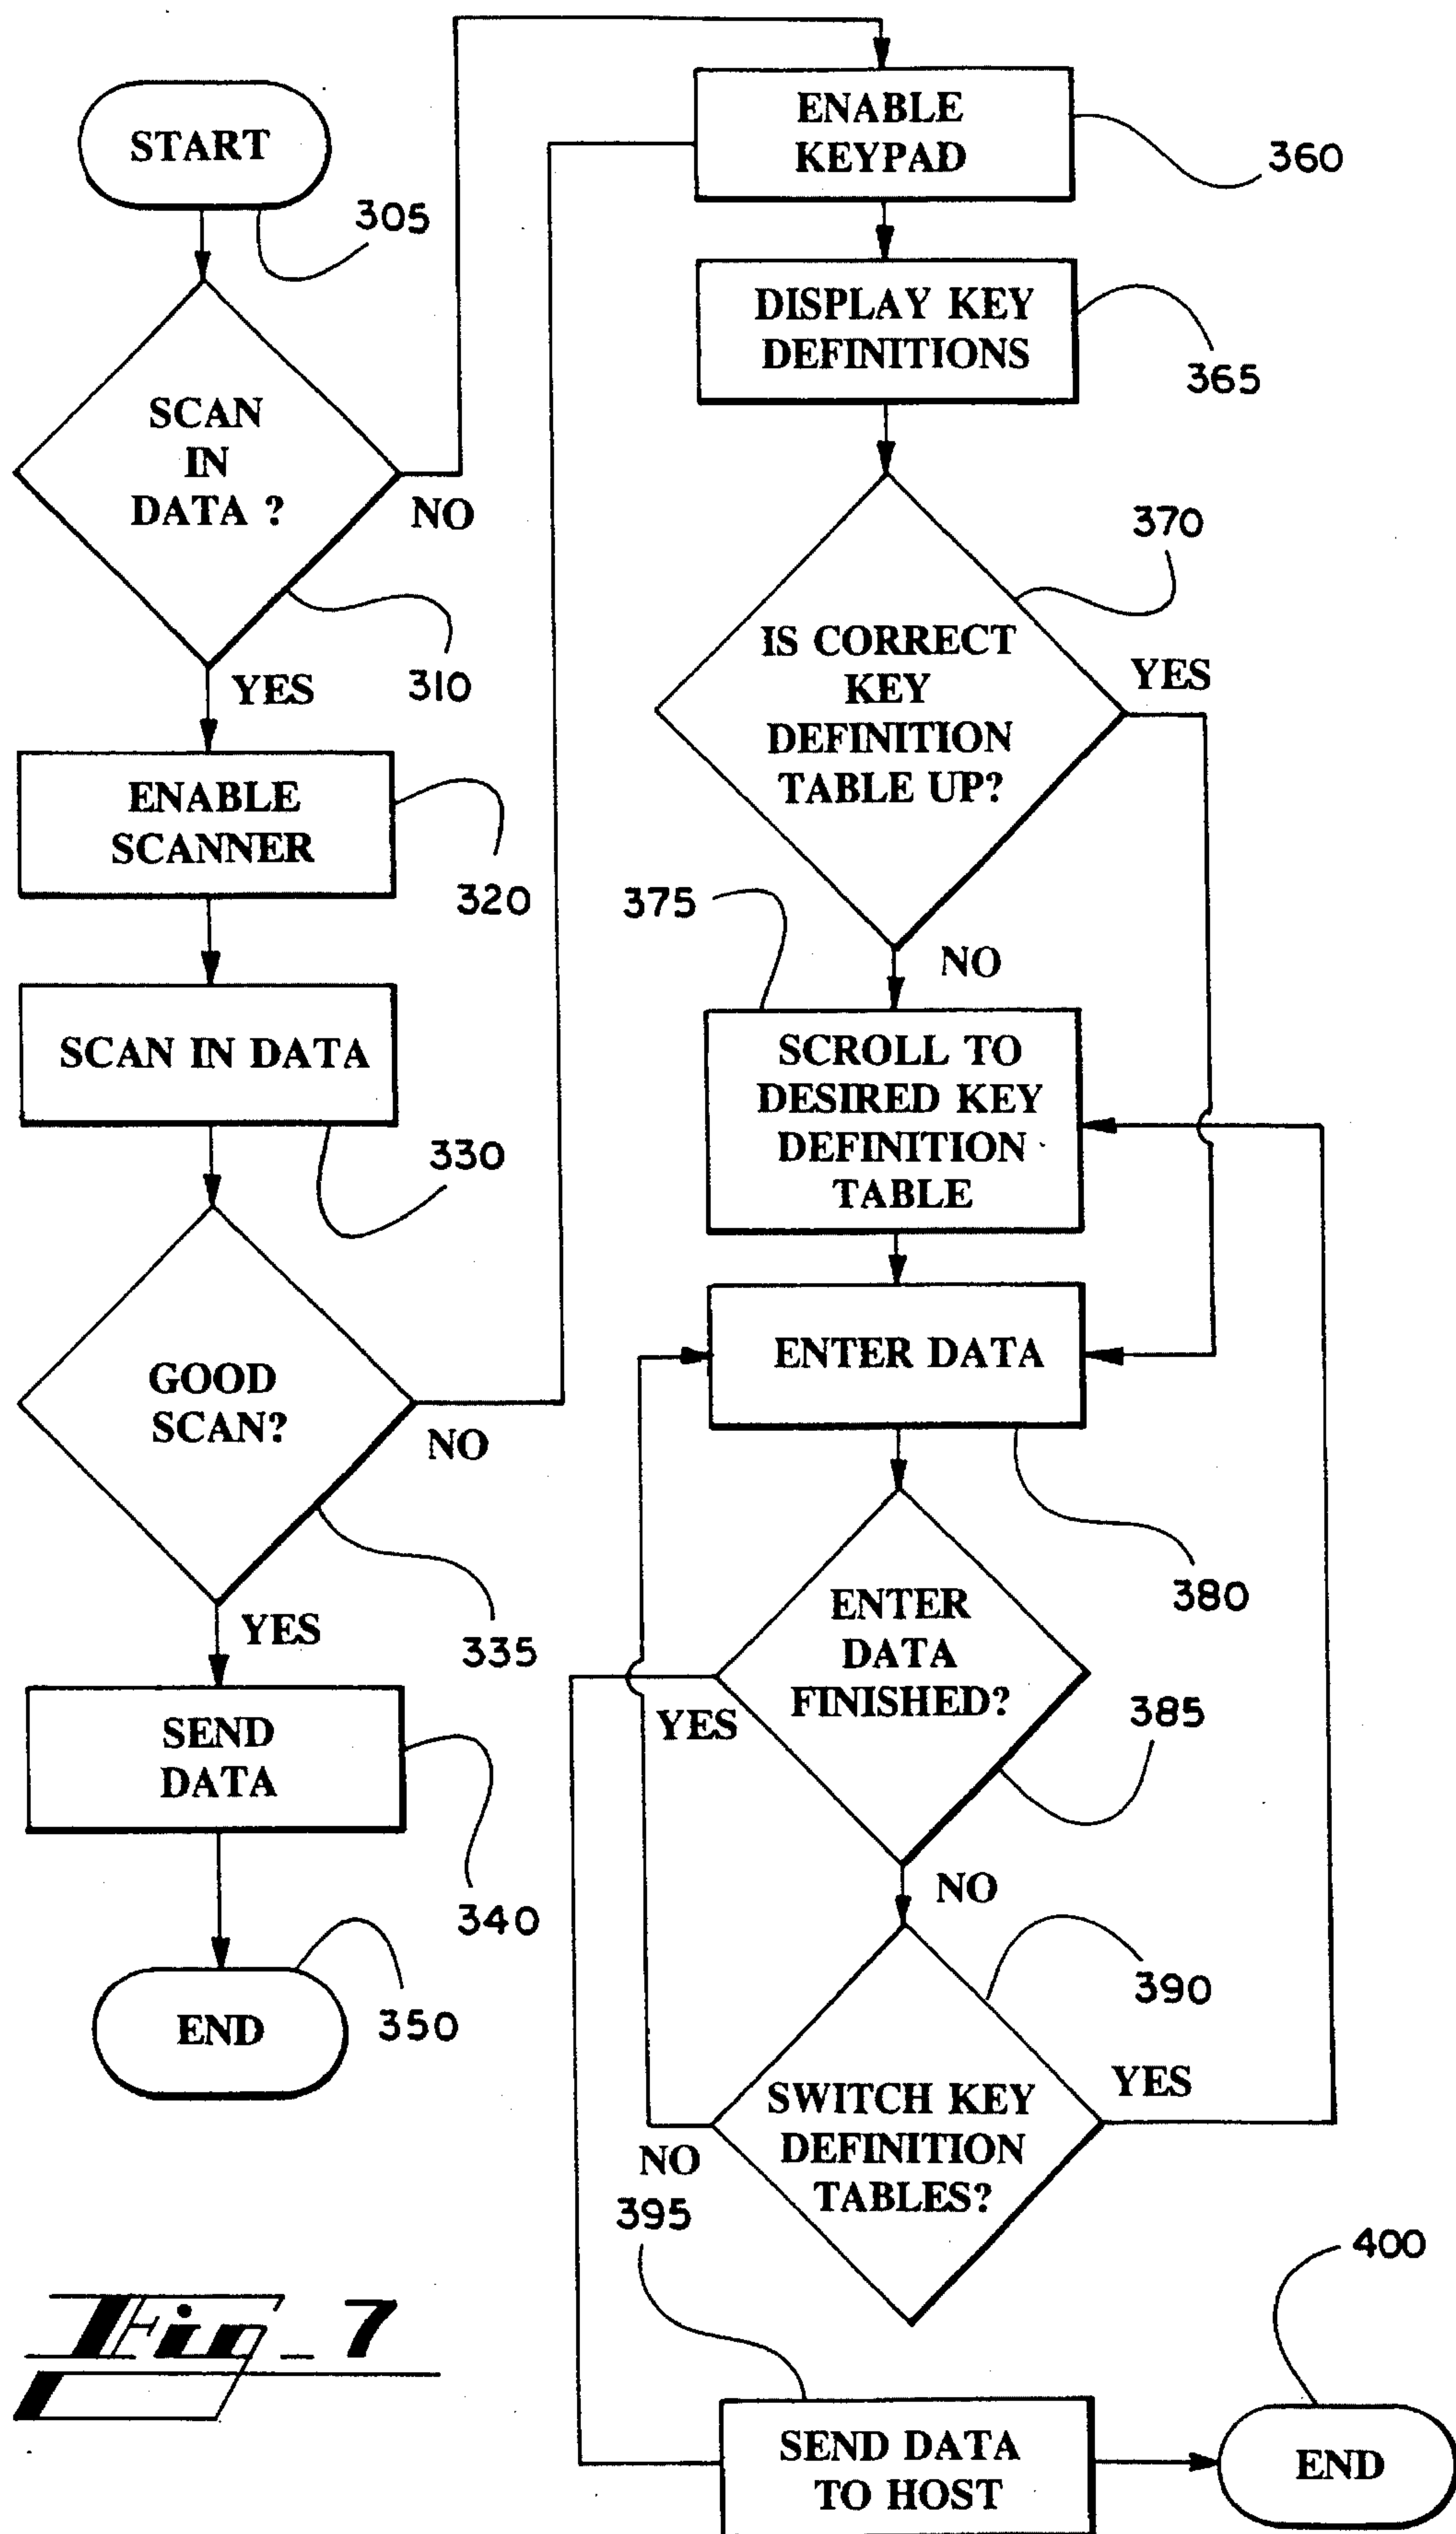 START
305
SCAN
IN
DATA ?
NO
310
YES
ENABLE
SCANNER
320
SCAN IN DATA
330
GOOD
SCAN?
NO
335
YES
SEND
DATA
340
END
350
ENABLE
KEYPAD
360
DISPLAY KEY
DEFINITIONS
365
370
IS CORRECT
KEY
DEFINITION
TABLE UP?
YES
375
NO
SCROLL TO
DESIRED KEY
DEFINITION
TABLE
ENTER DATA
380
ENTER
DATA
FINISHED?
YES
385
NO
390
SWITCH KEY
DEFINITION
TABLES?
YES
NO
395
400
SEND DATA
TO HOST
END
Fig_7